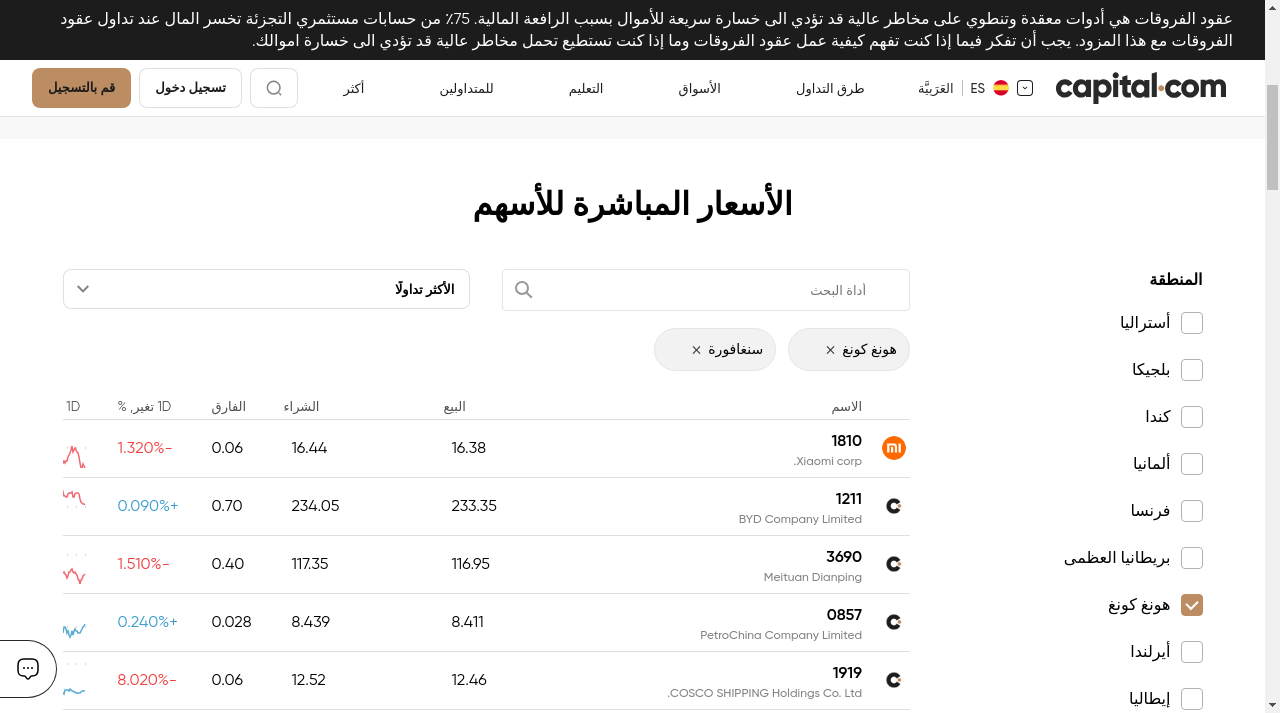 عقود الفروقات هي أدوات معقدة وتنطوي على مخاطر عالية قد تؤدي الى خسارة سريعة للأموال بسبب الرافعة المالية. 75٪ من حسابات مستثمري التجزئة تخسر المال عند تداول عقود
الفروقات مع هذا المزود. يجب أن تفكر فيما إذا كنت تفهم كيفية عمل عقود الفروقات وما إذا كنت تستطيع تحمل مخاطر عالية قد تؤدي الى خسارة اموالك.
capital.com ES العَرَبِيَّة طرق التداول الأسواق التعليم للمتداولين أكثر تسجيل دخول قم بالتسجيل
الأسعار المباشرة للأسهم
المنطقة
أستراليا
بلجيكا
كندا
ألمانيا
فرنسا
بريطانيا العظمى
هونغ كونغ
أيرلندا
إيطاليا
أداة البحث الأكثر تداولًا
هونغ كونغ × سنغافورة ×
الاسم البيع الشراء الفارق 1D تغير, % 1D
1810 16.38 16.44 0.06 -1.320%
Xiaomi corp.
1211 233.35 234.05 0.70 +0.090%
BYD Company Limited
3690 116.95 117.35 0.40 -1.510%
Meituan Dianping
0857 8.411 8.439 0.028 +0.240%
PetroChina Company Limited
1919 12.46 12.52 0.06 -8.020%
COSCO SHIPPING Holdings Co. Ltd.